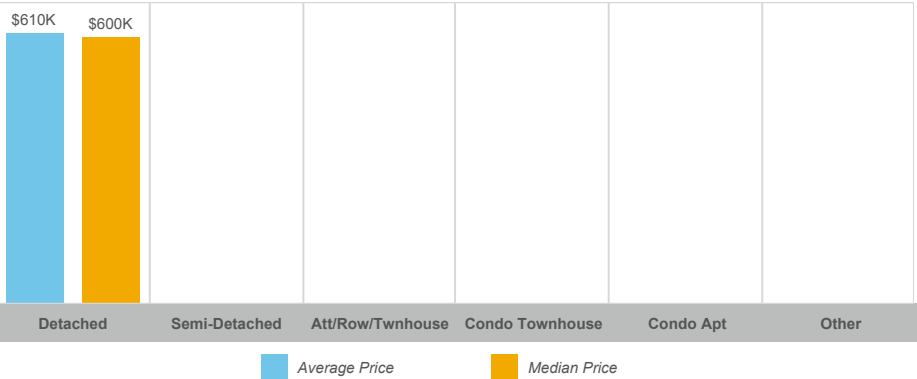 $610K
$600K
Detached
Semi-Detached
Att/Row/Twnhouse
Condo Townhouse
Condo Apt
Other
Average Price
Median Price